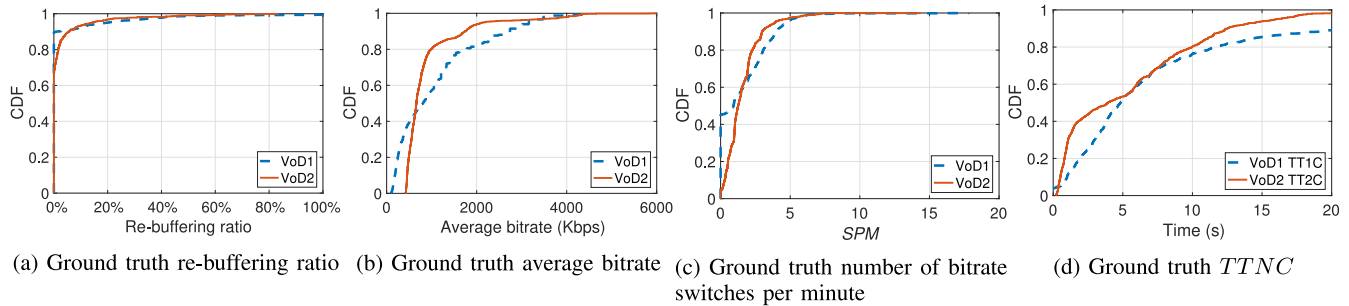 1
0.8
0.6
0.4
0.2
0
CDF
0% 20% 40% 60% 80% 100%
Re-buffering ratio
VoD1
VoD2
(a) Ground truth re-buffering ratio
1
0.8
0.6
0.4
0.2
0
CDF
0 2000 4000 6000
Average bitrate (Kbps)
VoD1
VoD2
(b) Ground truth average bitrate
1
0.8
0.6
0.4
0.2
0
CDF
0 5 10 15 20
SPM
VoD1
VoD2
(c) Ground truth number of bitrate
switches per minute
1
0.8
0.6
0.4
0.2
0
CDF
0 5 10 15 20
Time (s)
VoD1 TT1C
VoD2 TT2C
(d) Ground truth TTNC